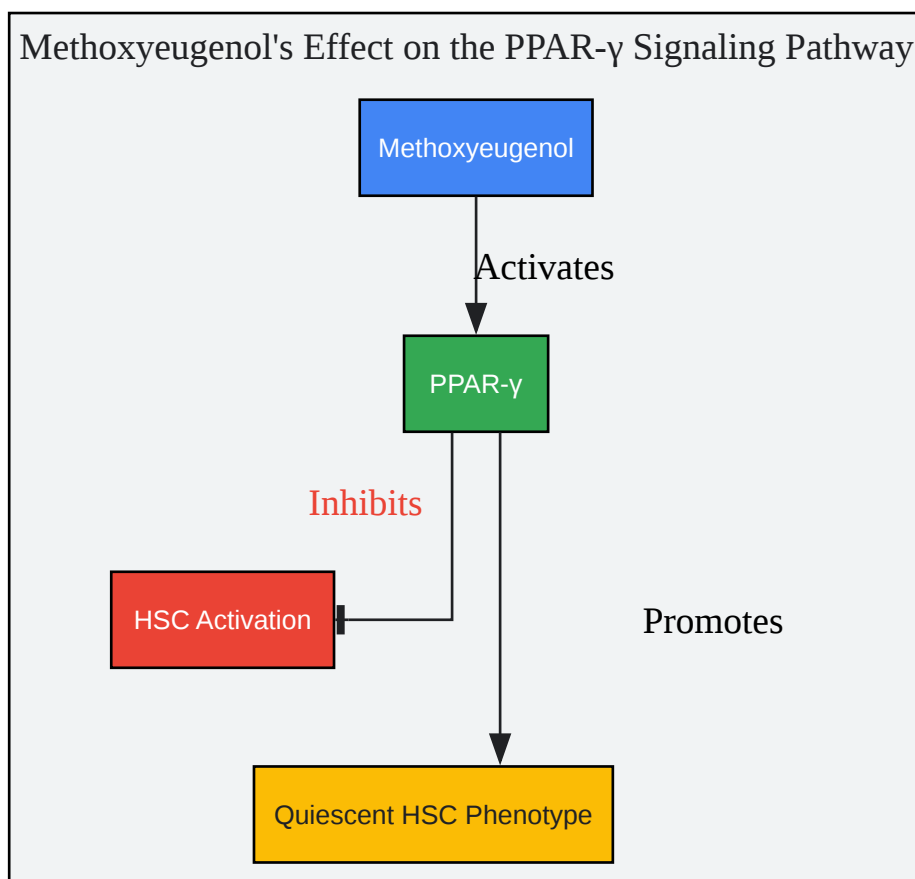 Methoxyeugenol's Effect on the PPAR-γ Signaling Pathway
Methoxyeugenol
Activates
PPAR-γ
Inhibits
HSC Activation
Promotes
Quiescent HSC Phenotype